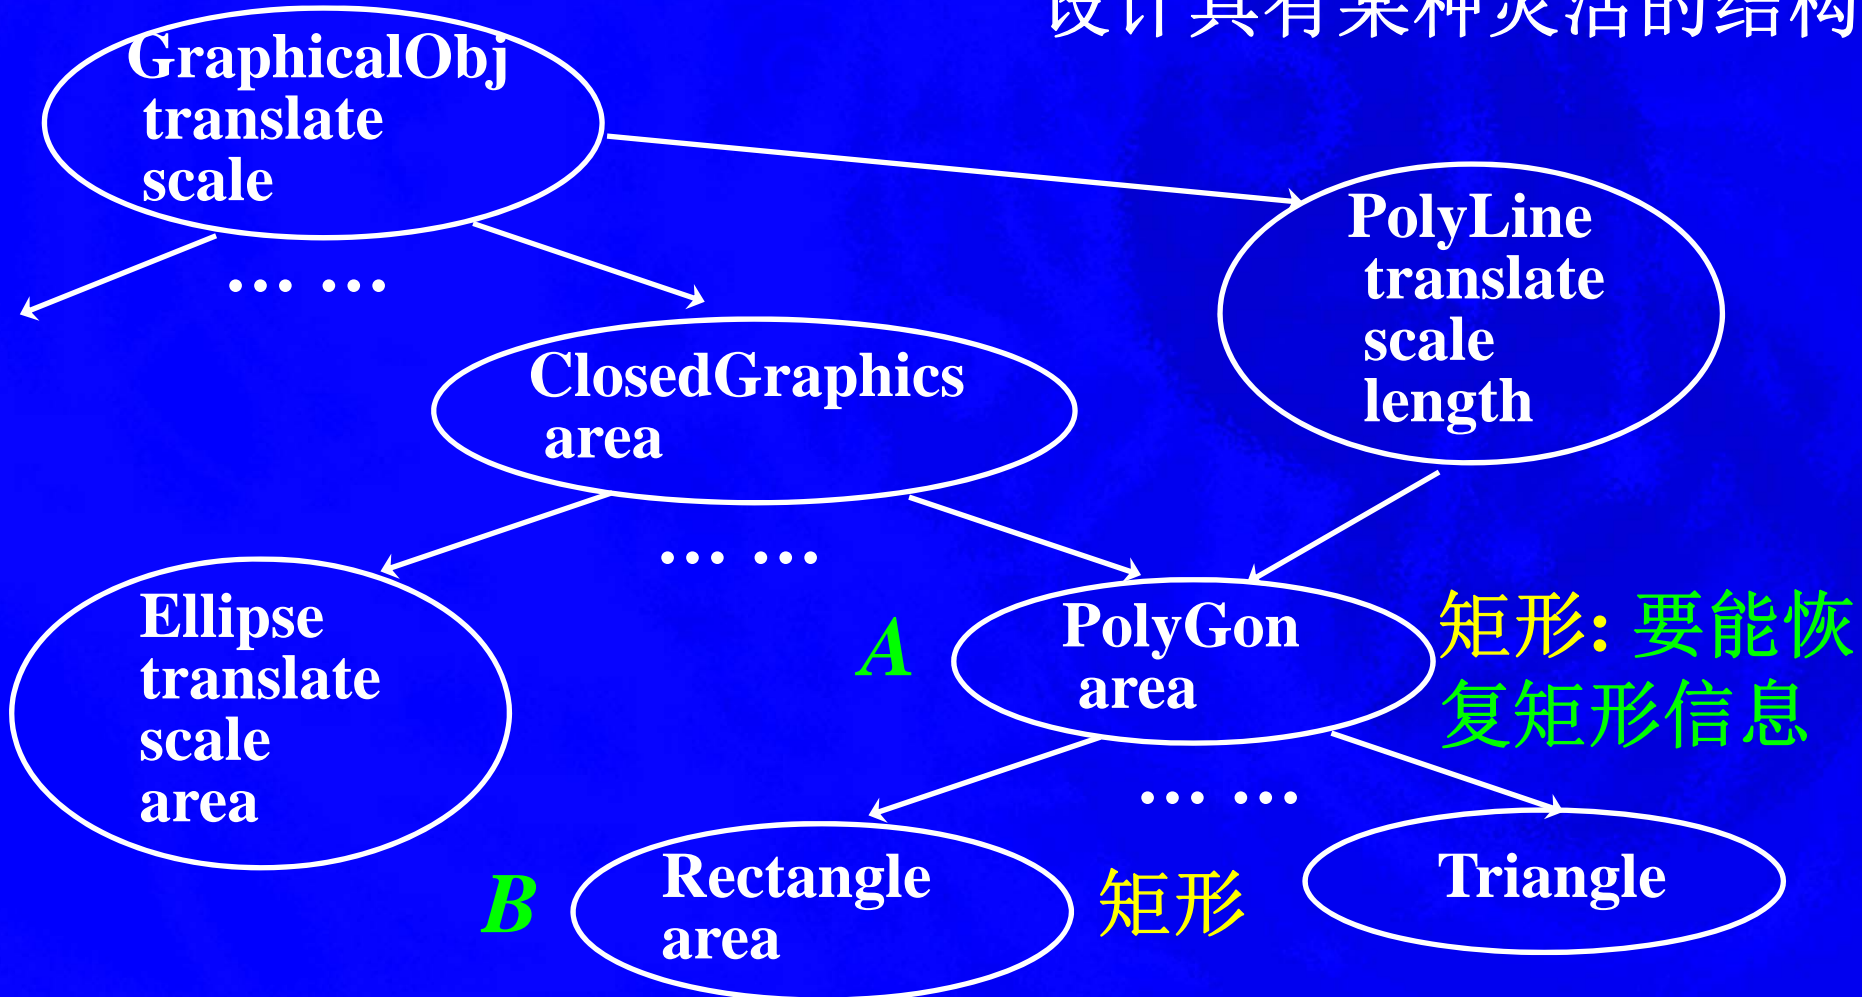 设计具有某种灵活的结构
GraphicalObj
translate
scale
... ...
PolyLine
translate
scale
length
ClosedGraphics
area
... ...
Ellipse
translate
scale
area
A
PolyGon
area
矩形: 要能恢
复矩形信息
... ...
B
Rectangle
area
矩形
Triangle